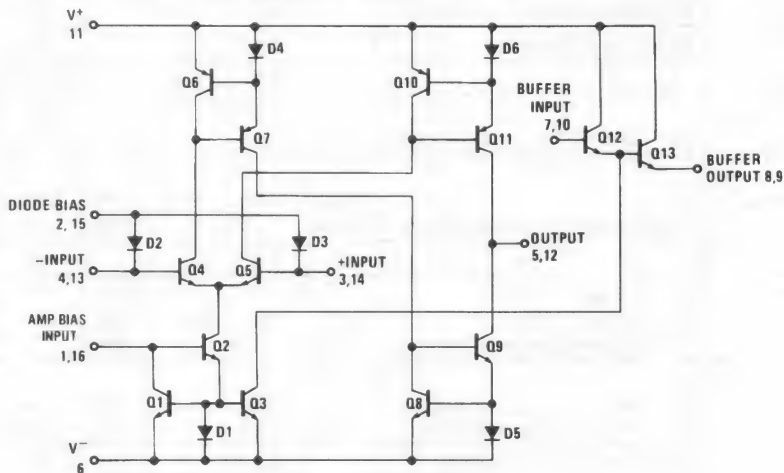 V+
11
D4
D6
Q6
Q10
BUFFER
INPUT
7,10
Q12
Q7
Q11
Q13
BUFFER
OUTPUT 8,9
DIODE BIAS
2, 15
D2
D3
OUTPUT
5,12
–INPUT
4,13
Q4
Q5
+INPUT
3,14
AMP BIAS
INPUT
1,16
Q2
Q9
Q1
Q3
Q8
D1
D5
V–
6